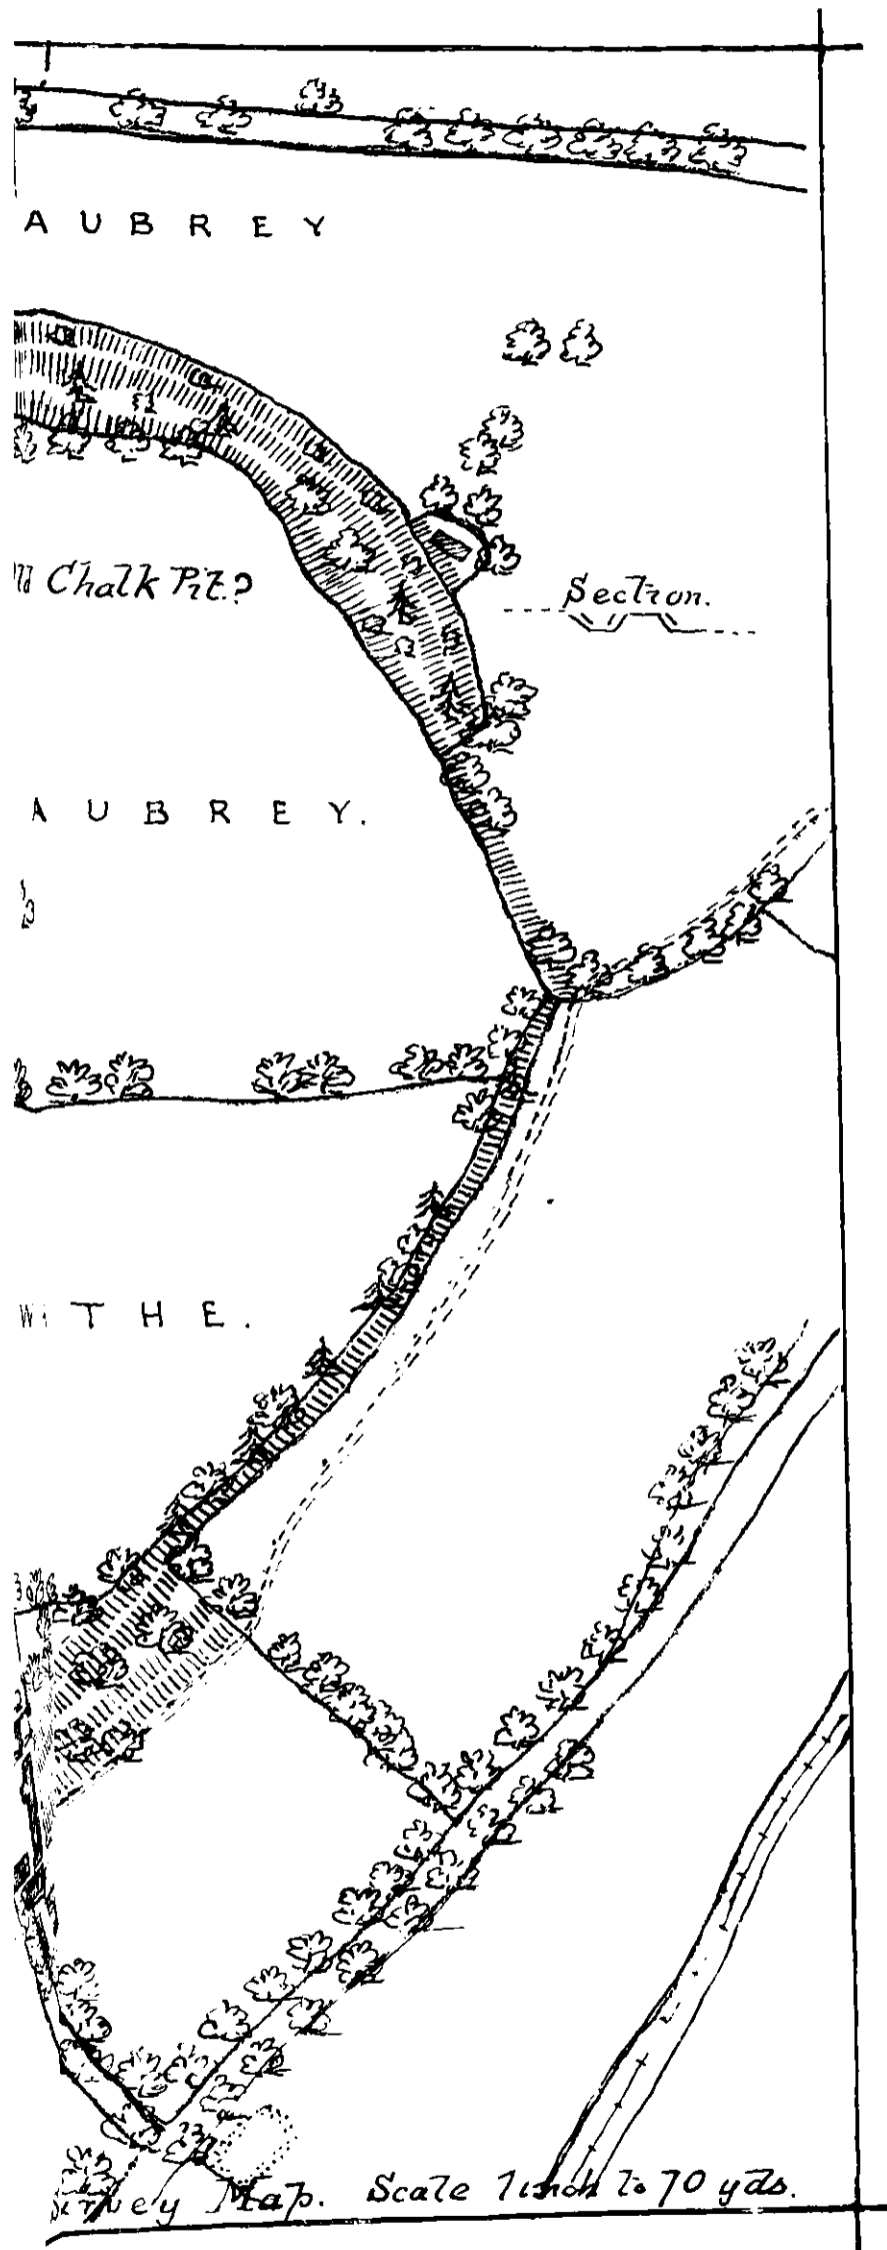 AUBREY
Chalk Pit?
Section.
AUBREY.
THE.
Map. Scale 1 inch to 70 yds.